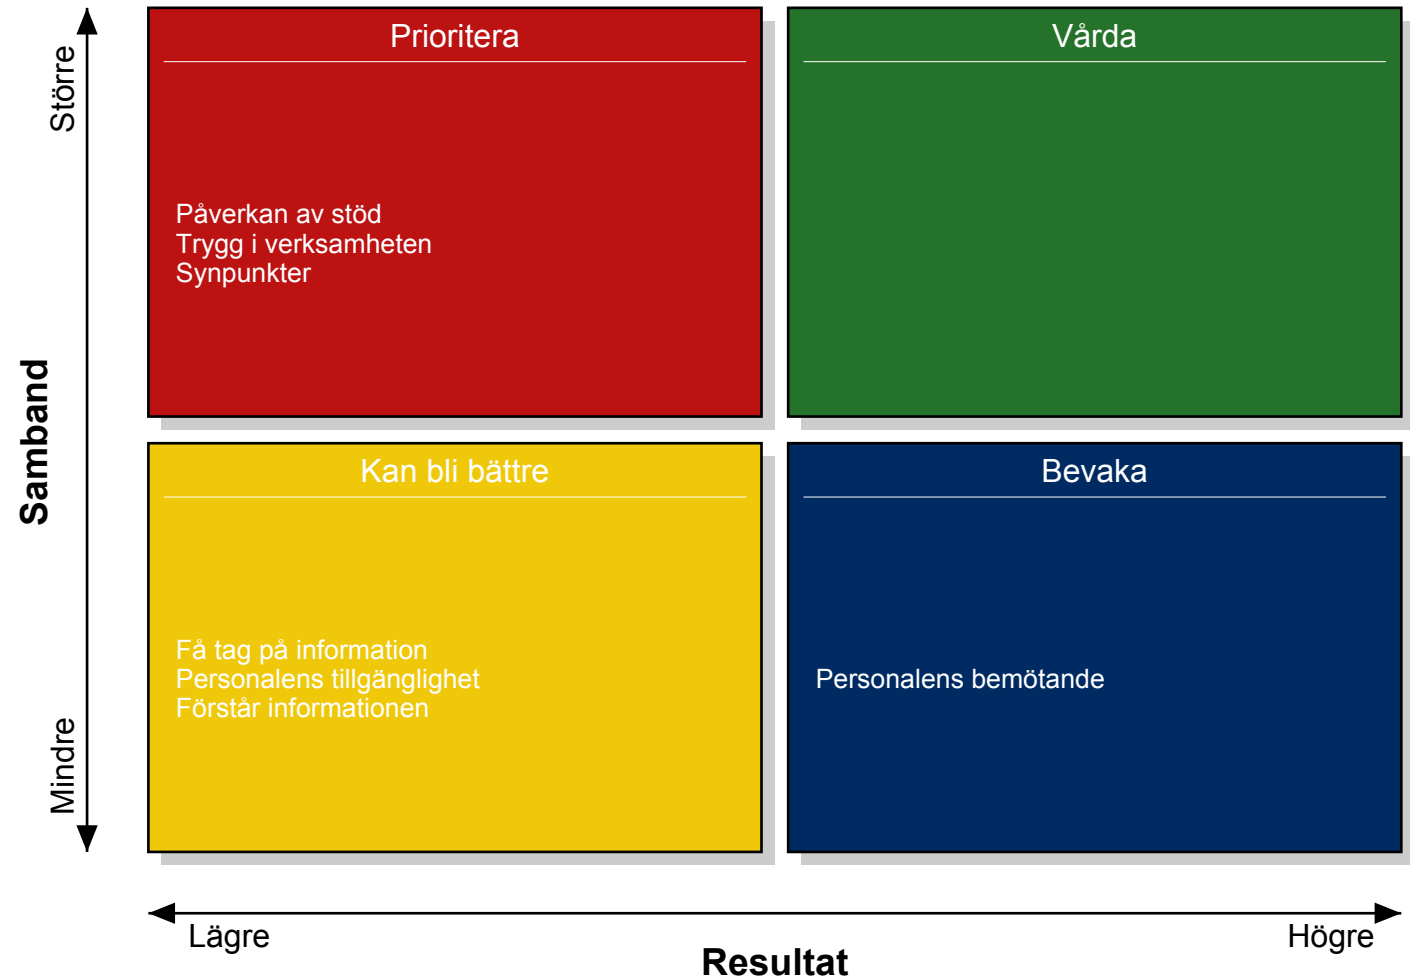 Större
Mindre
Samband
Prioritera
Påverkan av stöd
Trygg i verksamheten
Synpunkter
Vårda
Kan bli bättre
Få tag på information
Personalens tillgänglighet
Förstår informationen
Bevaka
Personalens bemötande
Lägre
Högre
Resultat